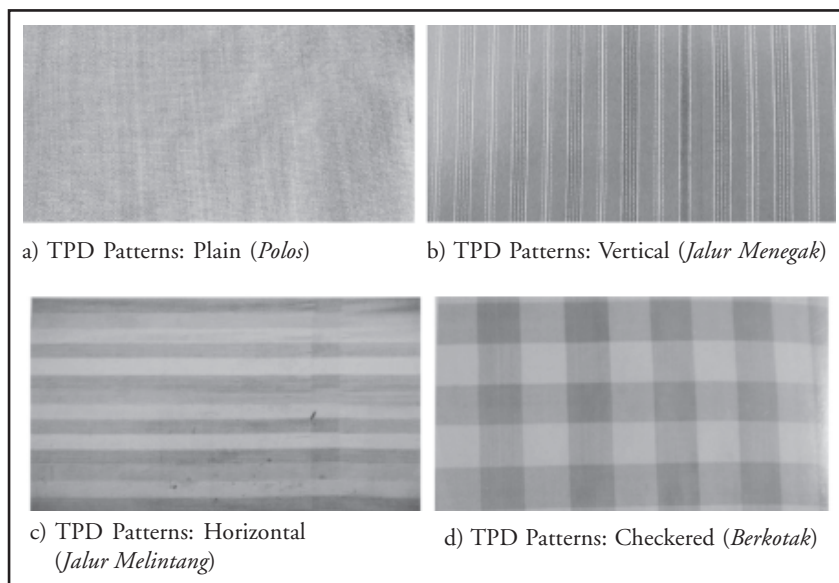 a) TPD Patterns: Plain (Polos)
b) TPD Patterns: Vertical (Jalur Menegak)
c) TPD Patterns: Horizontal
(Jalur Melintang)
d) TPD Patterns: Checkered (Berkotak)